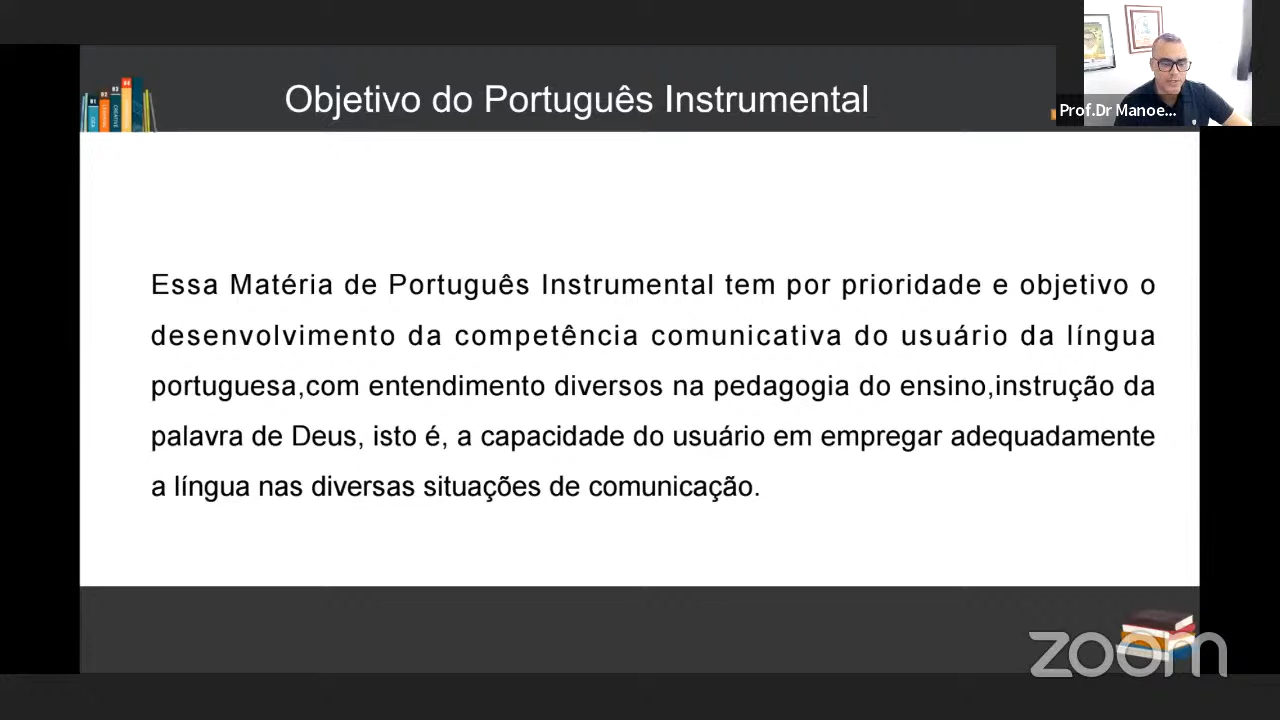 Objetivo do Português Instrumental
Prof.Dr Manoe...
Essa Matéria de Português Instrumental tem por prioridade e objetivo o
desenvolvimento da competência comunicativa do usuário da língua
portuguesa,com entendimento diversos na pedagogia do ensino,instrução da
palavra de Deus, isto é, a capacidade do usuário em empregar adequadamente
a língua nas diversas situações de comunicação.
zoom